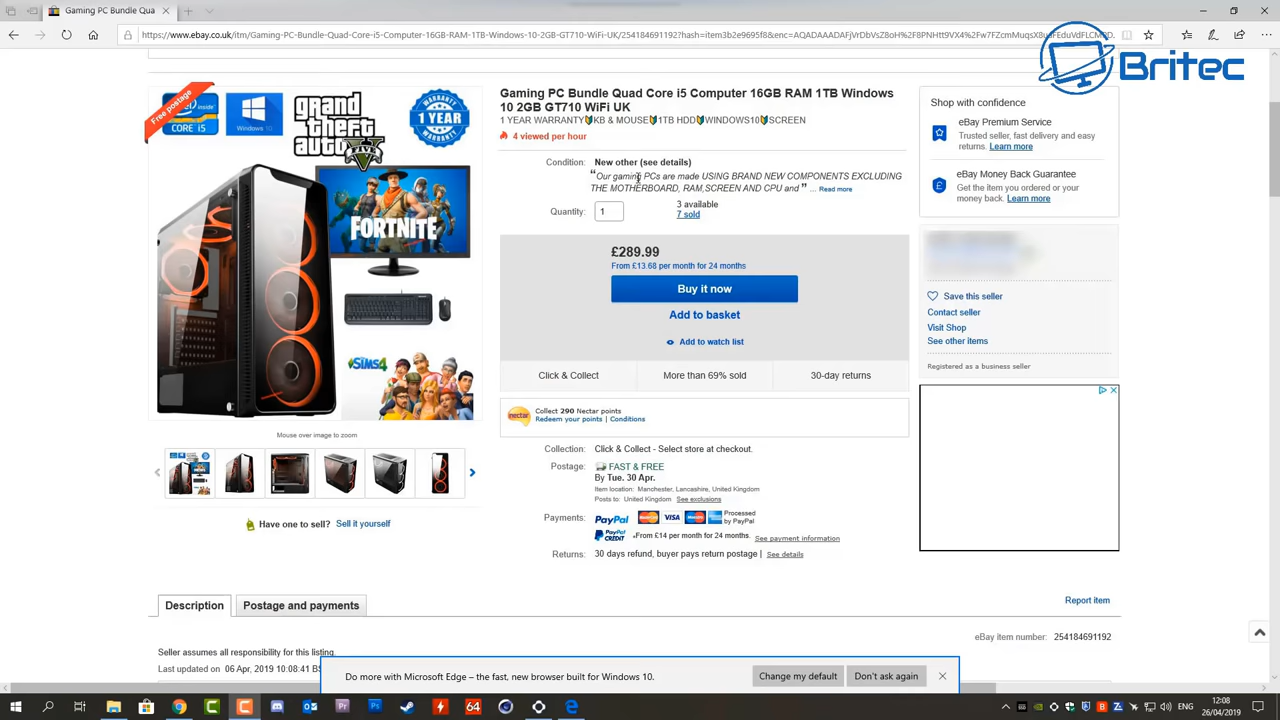 Gaming PC Bundle Qu
https://www.ebay.co.uk/itm/Gaming-PC-Bundle-Quad-Core-i5-Computer-16GB-RAM-1TB-Windows-10-2GB-GT710-WiFi-UK/254184691192?hash=item3b2e9695f8&enc=
Britec
Free postage
intel inside
CORE i5
Windows 10
grand
theft
auto
FIVE
WARRANTY
1 YEAR
WARRANTY
FORTNITE
SIMS4
Mouse over image to zoom
Have one to sell? Sell it yourself
Gaming PC Bundle Quad Core i5 Computer 16GB RAM 1TB Windows
10 2GB GT710 WiFi UK
1 YEAR WARRANTY KB & MOUSE 1TB HDD WINDOWS10 SCREEN
4 viewed per hour
Condition: New other (see details)
“Our gaming PCs are made USING BRAND NEW COMPONENTS EXCLUDING
THE MOTHERBOARD, RAM,SCREEN AND CPU and ” ... Read more
Quantity: 1 3 available
7 sold
£289.99
From £13.68 per month for 24 months
Buy it now
Add to basket
Add to watch list
Click & Collect More than 69% sold 30-day returns
nectar
Collect 290 Nectar points
Redeem your points | Conditions
Collection: Click & Collect - Select store at checkout.
Postage: FAST & FREE
By Tue. 30 Apr.
Item location: Manchester, Lancashire, United Kingdom
Posts to: United Kingdom See exclusions
Payments: PayPal VISA Processed
by PayPal
PayPal CREDIT *From £14 per month for 24 months. See payment information
Returns: 30 days refund, buyer pays return postage | See details
Shop with confidence
eBay Premium Service
Trusted seller, fast delivery and easy
returns. Learn more
eBay Money Back Guarantee
Get the item you ordered or your
money back. Learn more
Save this seller
Contact seller
Visit Shop
See other items
Registered as a business seller
Description Postage and payments
Report item
eBay item number: 254184691192
Seller assumes all responsibility for this listing.
Last updated on 06 Apr, 2019 10:08:41 BS
Do more with Microsoft Edge – the fast, new browser built for Windows 10.
Change my default
Don't ask again
64
12:08
26/04/2019